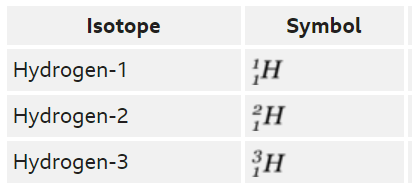 Isotope Symbol
Hydrogen-1 ¹₁H
Hydrogen-2 ²₁H
Hydrogen-3 ³₁H